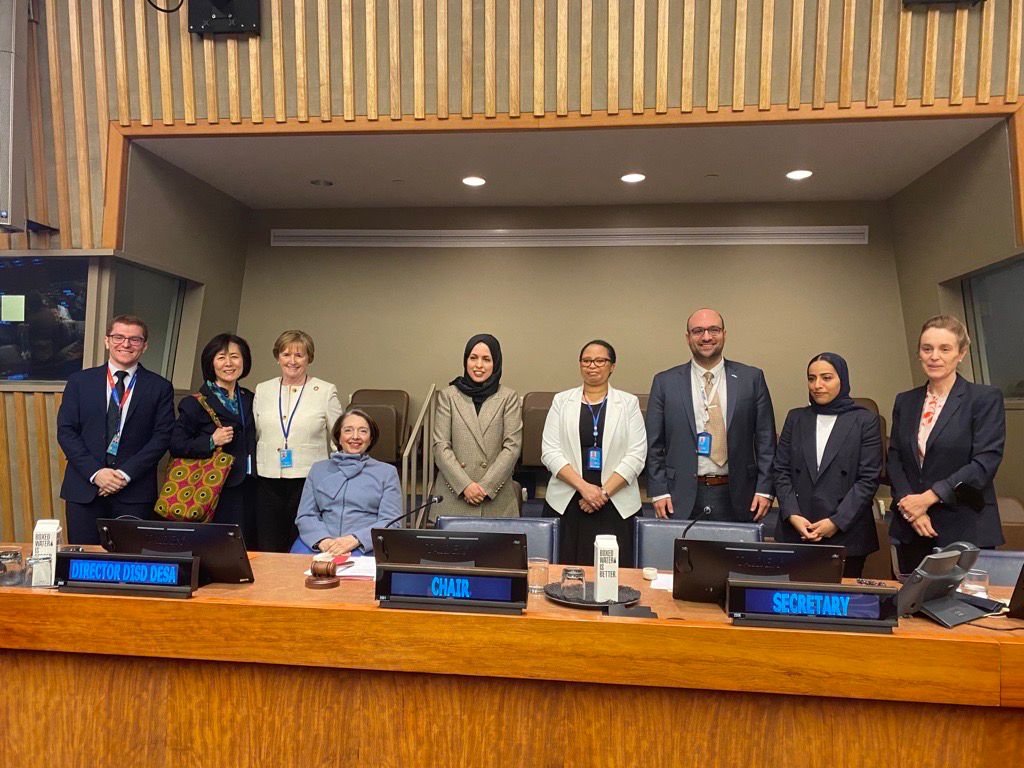 DIRECTOR DISD DESA
CHAIR
SECRETARY
BOXED
WATER
IS
BETTER